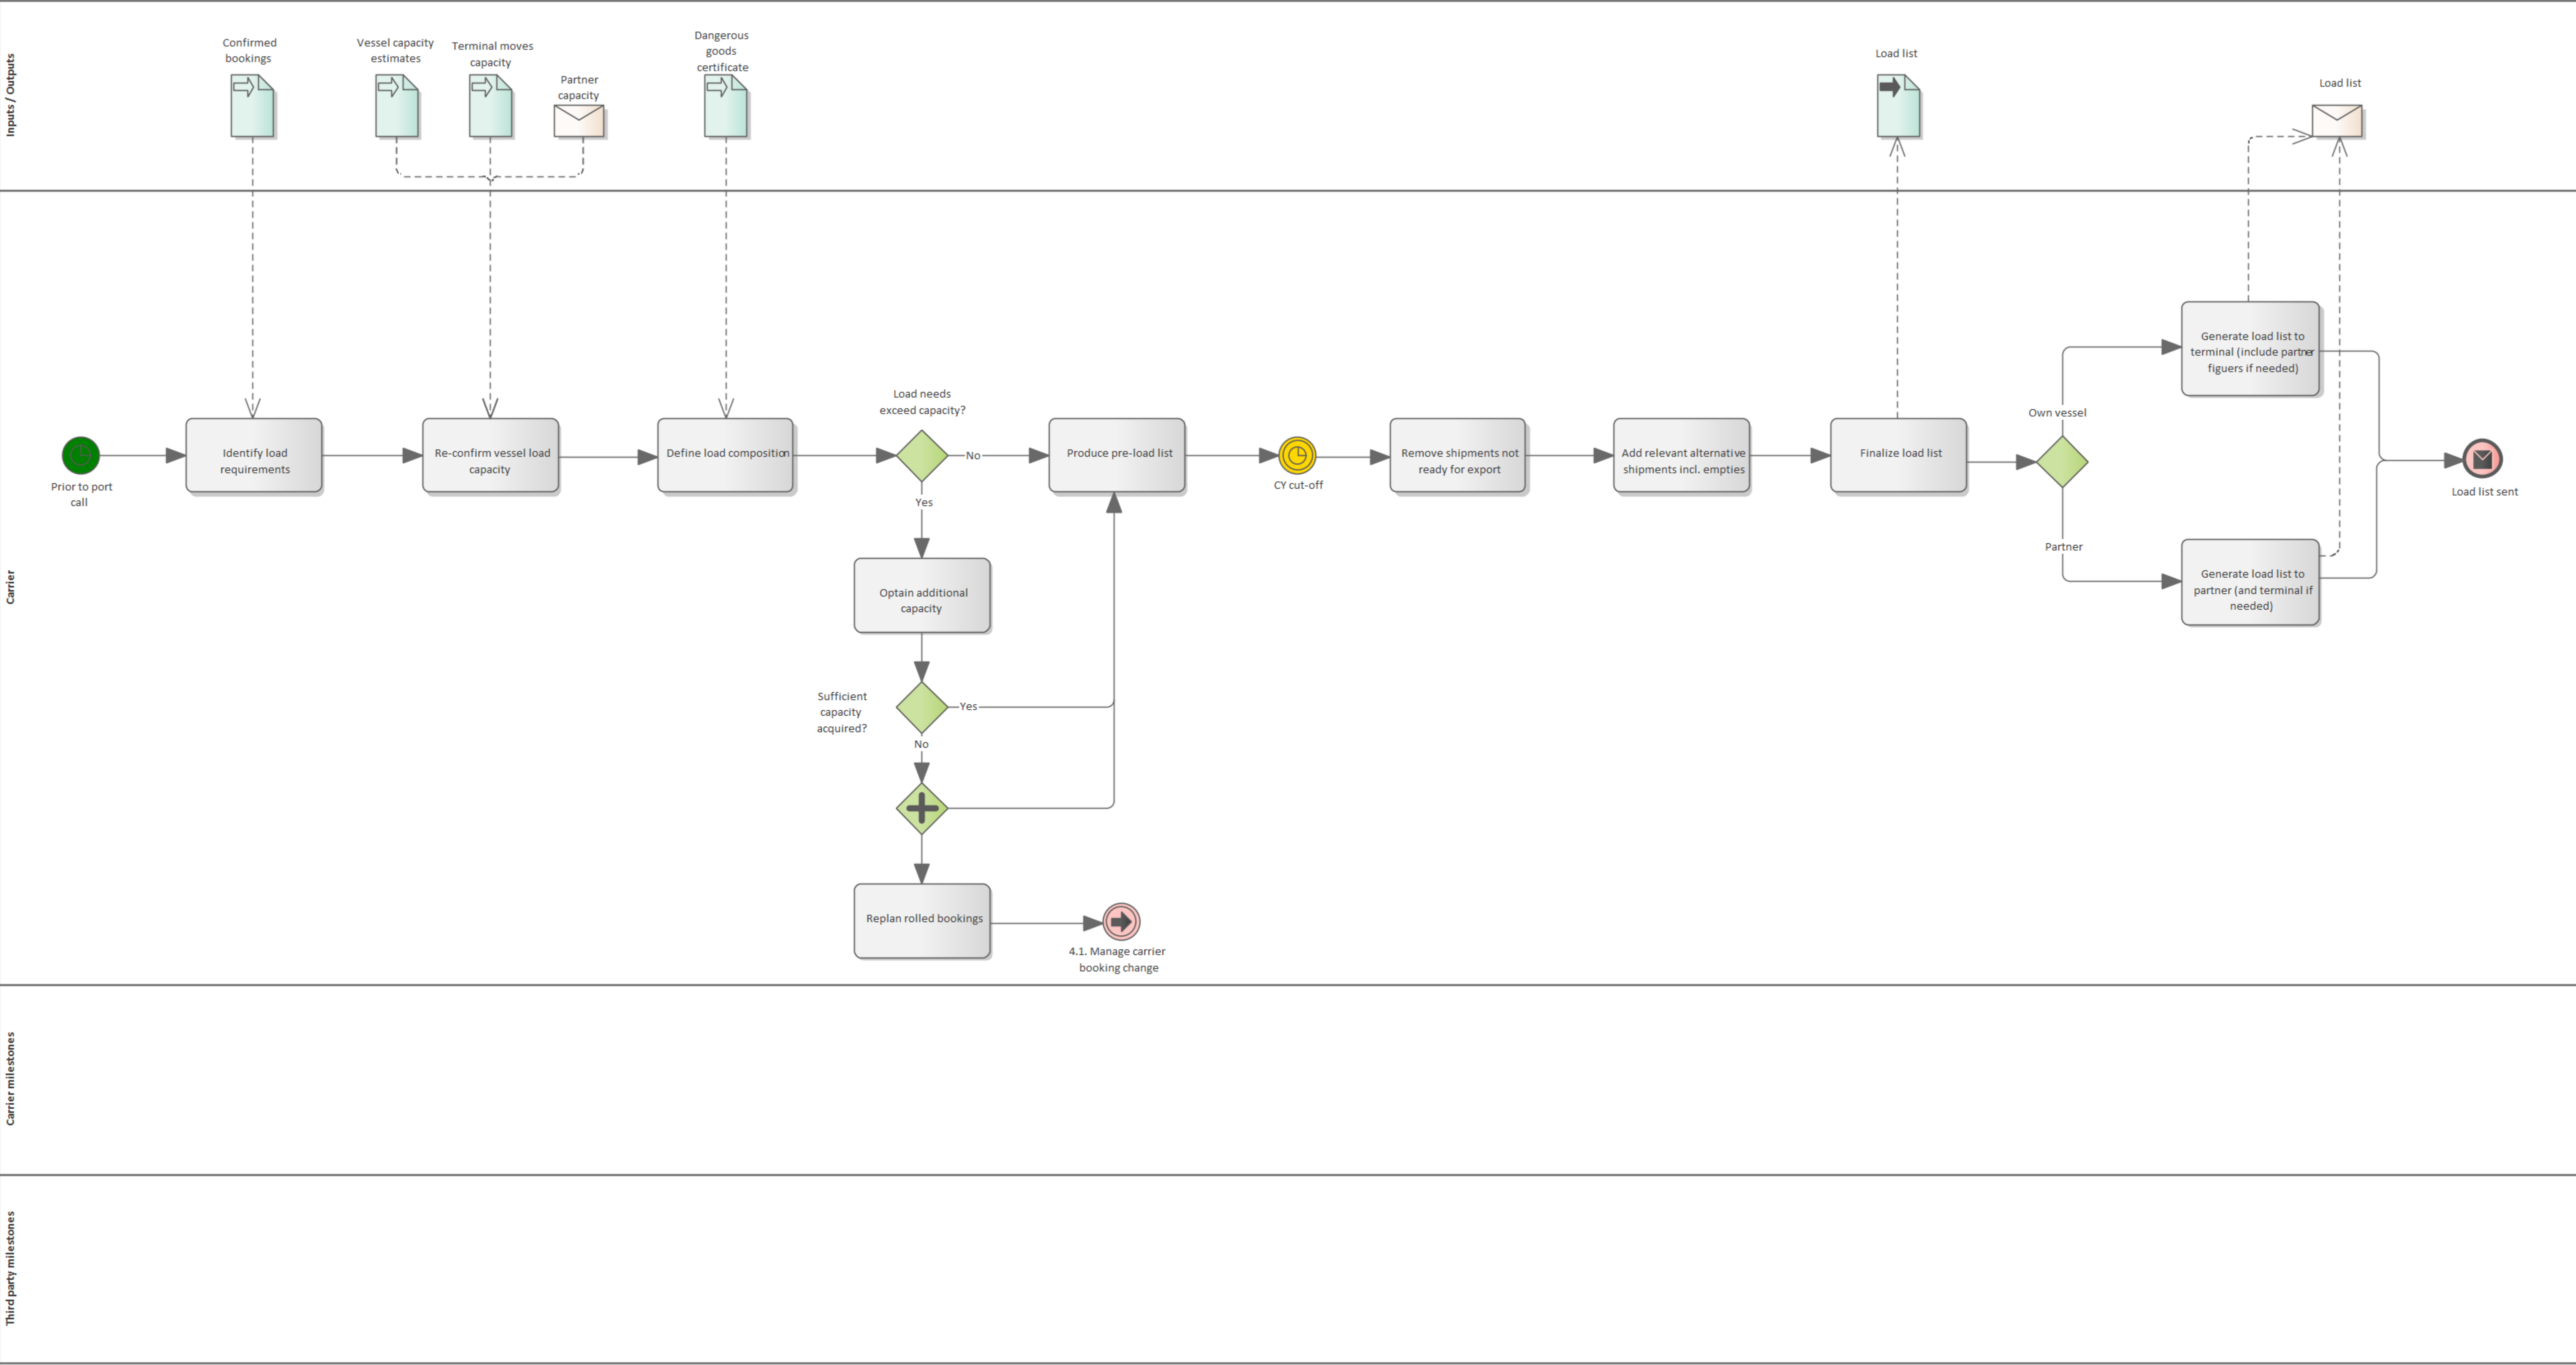 Inputs / Outputs
Confirmed
bookings
Vessel capacity
estimates
Terminal moves
capacity
Partner
capacity
Dangerous
goods
certificate
Load list
Load list
Carrier
Prior to port
call
Identify load
requirements
Re-confirm vessel load
capacity
Define load composition
Load needs
exceed capacity?
No
Yes
Produce pre-load list
CY cut-off
Remove shipments not
ready for export
Add relevant alternative
shipments incl. empties
Finalize load list
Own vessel
Partner
Generate load list to
terminal (include partner
figuers if needed)
Generate load list to
partner (and terminal if
needed)
Load list sent
Optain additional
capacity
Sufficient
capacity
acquired?
Yes
No
Replan rolled bookings
4.1. Manage carrier
booking change
Carrier milestones
Third party milestones